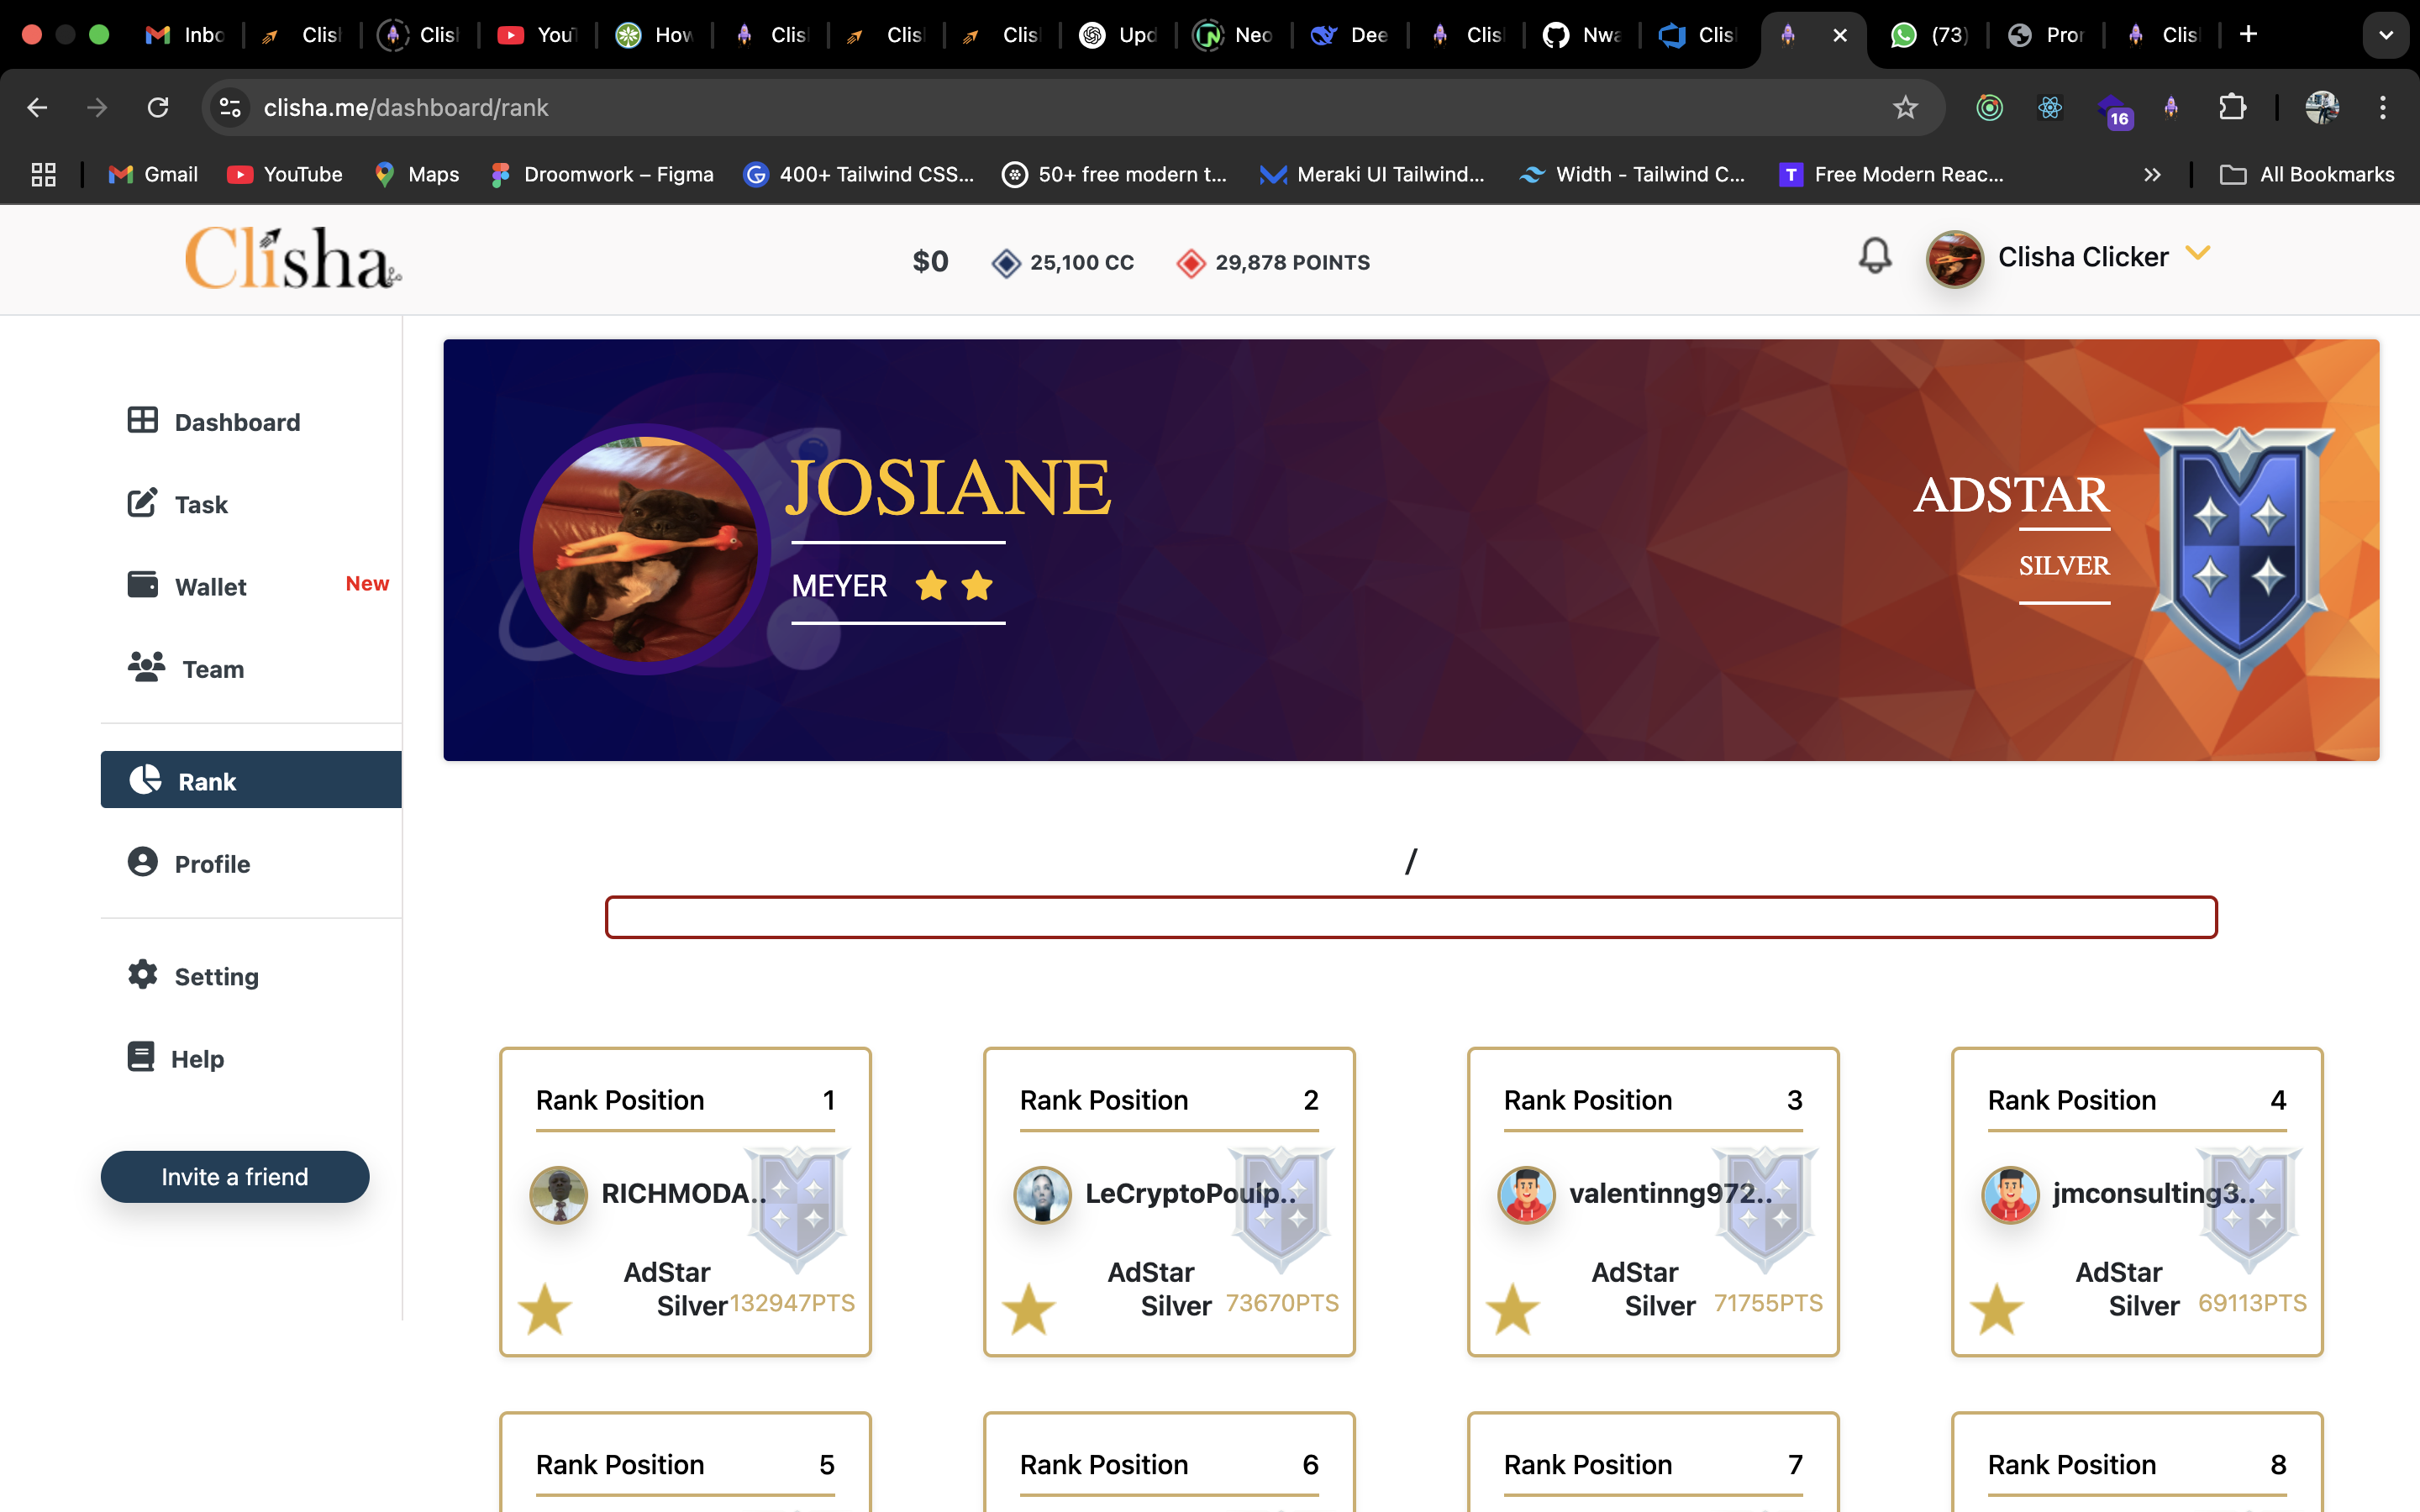 Inbo
Clis
Clis
You
How
Clis
Clis
Clis
Upd
Neo
Dee
Clis
Nwa
Clis
(73)
Pror
Clis
clisha.me/dashboard/rank
16
Gmail
YouTube
Maps
Droomwork – Figma
400+ Tailwind CSS...
50+ free modern t...
Meraki UI Tailwind...
Width - Tailwind C...
Free Modern Reac...
All Bookmarks
Clisha
$0
25,100 CC
29,878 POINTS
Clisha Clicker
Dashboard
Task
Wallet New
Team
Rank
Profile
Setting
Help
Invite a friend
JOSIANE
MEYER
ADSTAR
SILVER
/
Rank Position 1
RICHMODA..
AdStar
Silver 132947PTS
Rank Position 2
LeCryptoPoulp..
AdStar
Silver 73670PTS
Rank Position 3
valentinng972..
AdStar
Silver 71755PTS
Rank Position 4
jmconsulting3..
AdStar
Silver 69113PTS
Rank Position 5
Rank Position 6
Rank Position 7
Rank Position 8